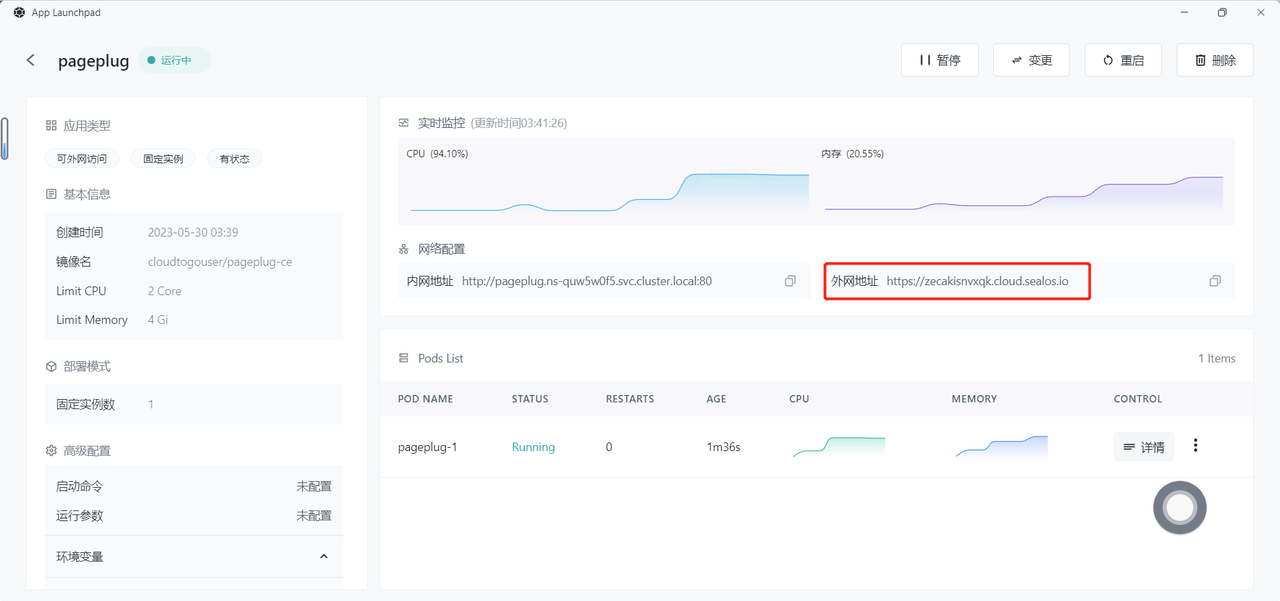 App Launchpad
pageplug 运行中
暂停 变更 重启 删除
应用类型
可外网访问 固定实例 有状态
基本信息
创建时间 2023-05-30 03:39
镜像名 cloudtogouser/pageplug-ce
Limit CPU 2 Core
Limit Memory 4 Gi
部署模式
固定实例数 1
高级配置
启动命令 未配置
运行参数 未配置
环境变量
实时监控 (更新时间03:41:26)
CPU (94.10%) 内存 (20.55%)
网络配置
内网地址 http://pageplug.ns-quw5w0f5.svc.cluster.local:80
外网地址 https://zecakisnvxqk.cloud.sealos.io
Pods List 1 Items
POD NAME STATUS RESTARTS AGE CPU MEMORY CONTROL
pageplug-1 Running 0 1m36s 详情